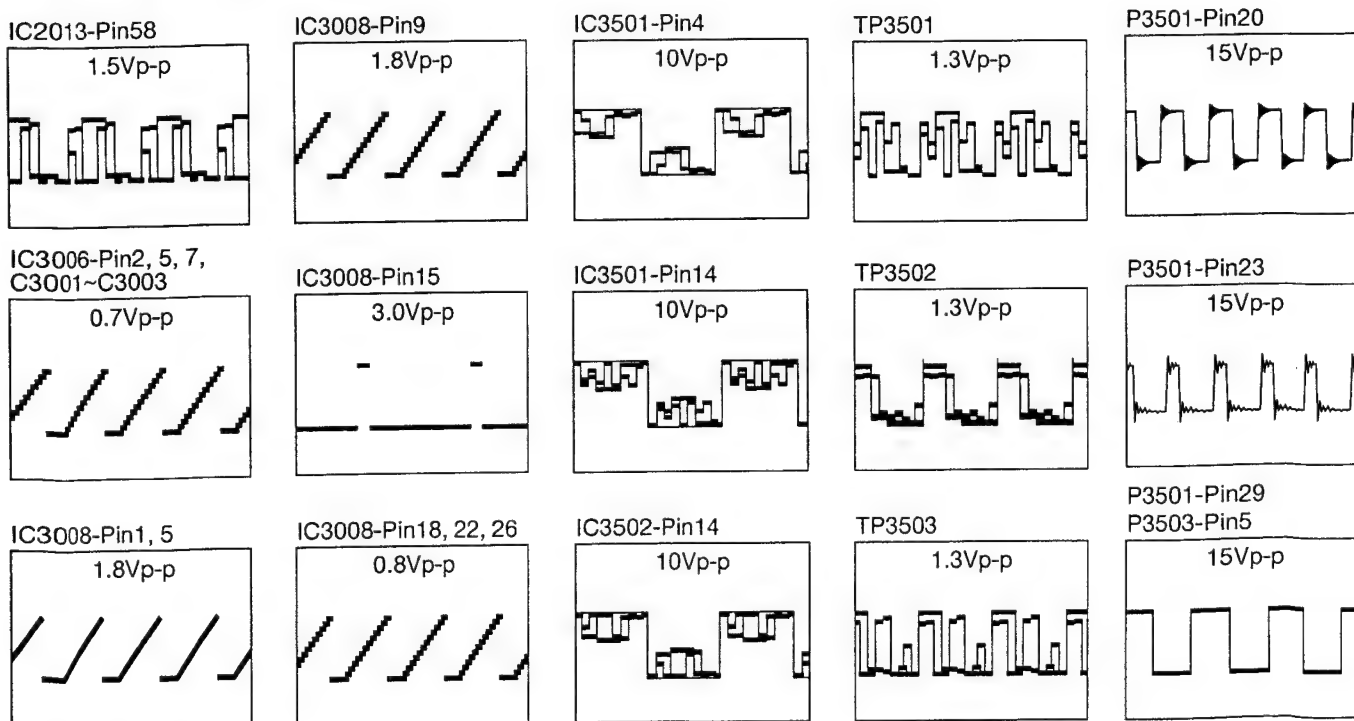 IC2013-Pin58
1.5Vp-p
IC3008-Pin9
1.8Vp-p
IC3501-Pin4
10Vp-p
TP3501
1.3Vp-p
P3501-Pin20
15Vp-p
IC3006-Pin2, 5, 7,
C3001~C3003
0.7Vp-p
IC3008-Pin15
3.0Vp-p
IC3501-Pin14
10Vp-p
TP3502
1.3Vp-p
P3501-Pin23
15Vp-p
IC3008-Pin1, 5
1.8Vp-p
IC3008-Pin18, 22, 26
0.8Vp-p
IC3502-Pin14
10Vp-p
TP3503
1.3Vp-p
P3501-Pin29
P3503-Pin5
15Vp-p